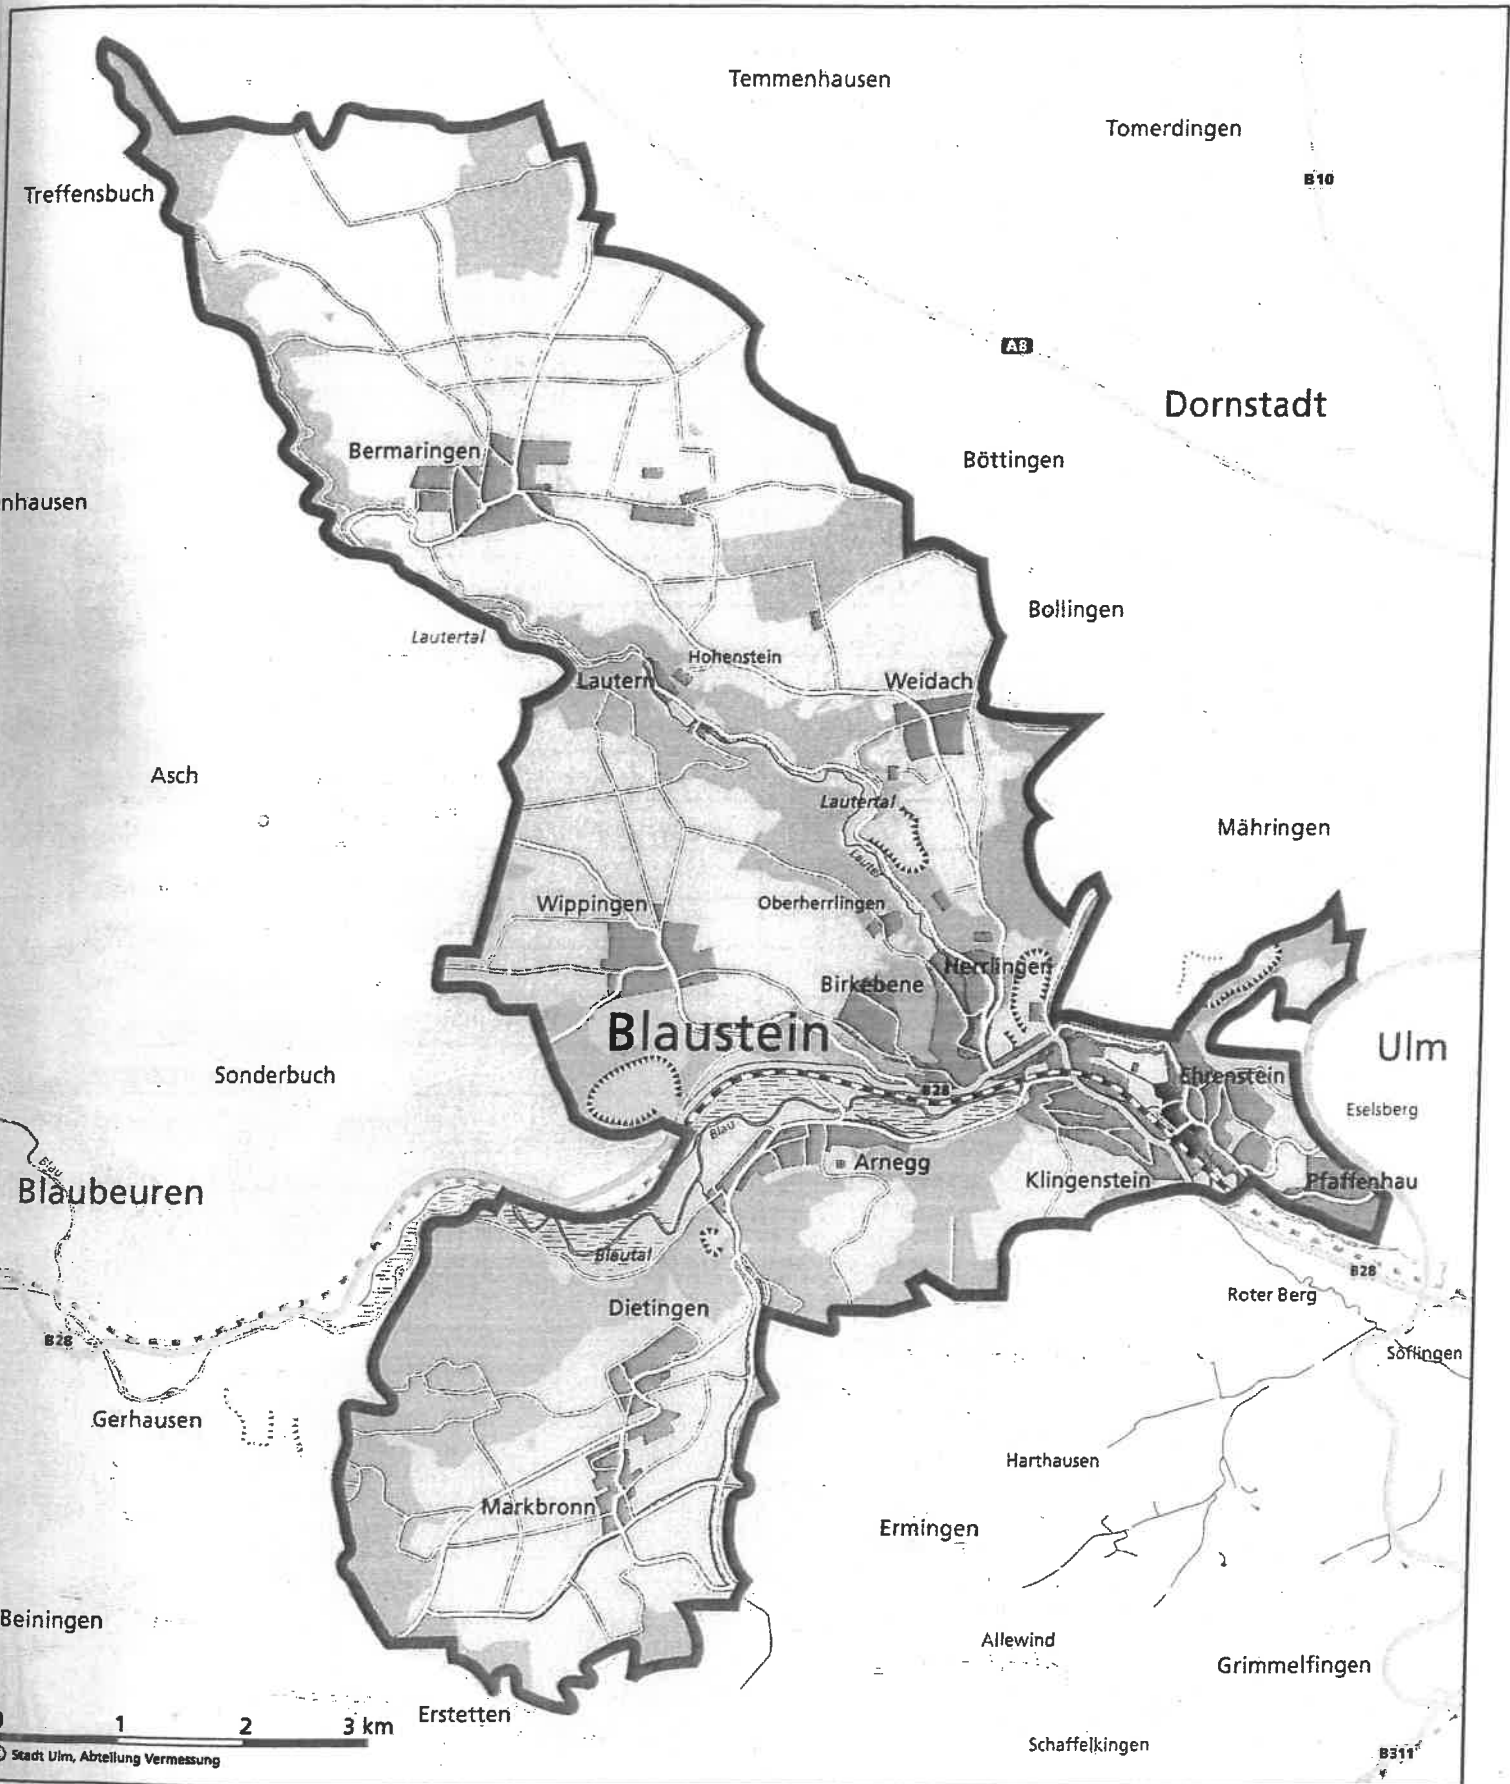 Temmenhausen
Tomerdingen
B10
Treffensbuch
A8
Dornstadt
Bermaringen
Böttingen
nhausen
Bollingen
Lautertal
Hohenstein
Lautern
Weidach
Asch
Lautertal
Mähringen
Lauter
Wippingen
Oberherrlingen
Herrlingen
Birkebene
Blaustein
Ulm
Sonderbuch
Ehrenstein
B28
Eselsberg
Blau
Blau
Arnegg
Blaubeuren
Klingenstein
Pfaffenhau
Blautal
B28
Roter Berg
Dietingen
B28
Söflingen
Gerhausen
Harthausen
Markbronn
Ermingen
Beiningen
Allewind
Grimmelfingen
Erstetten
1 2 3 km
Schaffelkingen
B311
© Stadt Ulm, Abteilung Vermessung